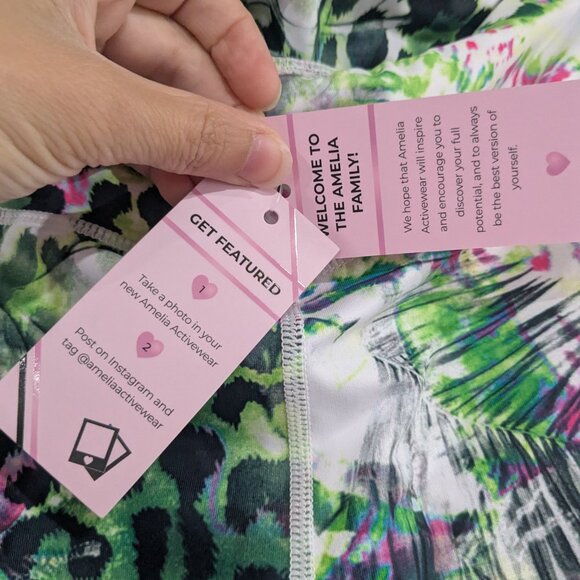 GET FEATURED
1
Take a photo in your
new Amelia Activewear
2
Post on Instagram and
tag @ameliaactivewear
WELCOME TO
THE AMELIA
FAMILY!
We hope that Amelia
Activewear will inspire
and encourage you to
discover your full
potential, and to always
be the best version of
yourself.